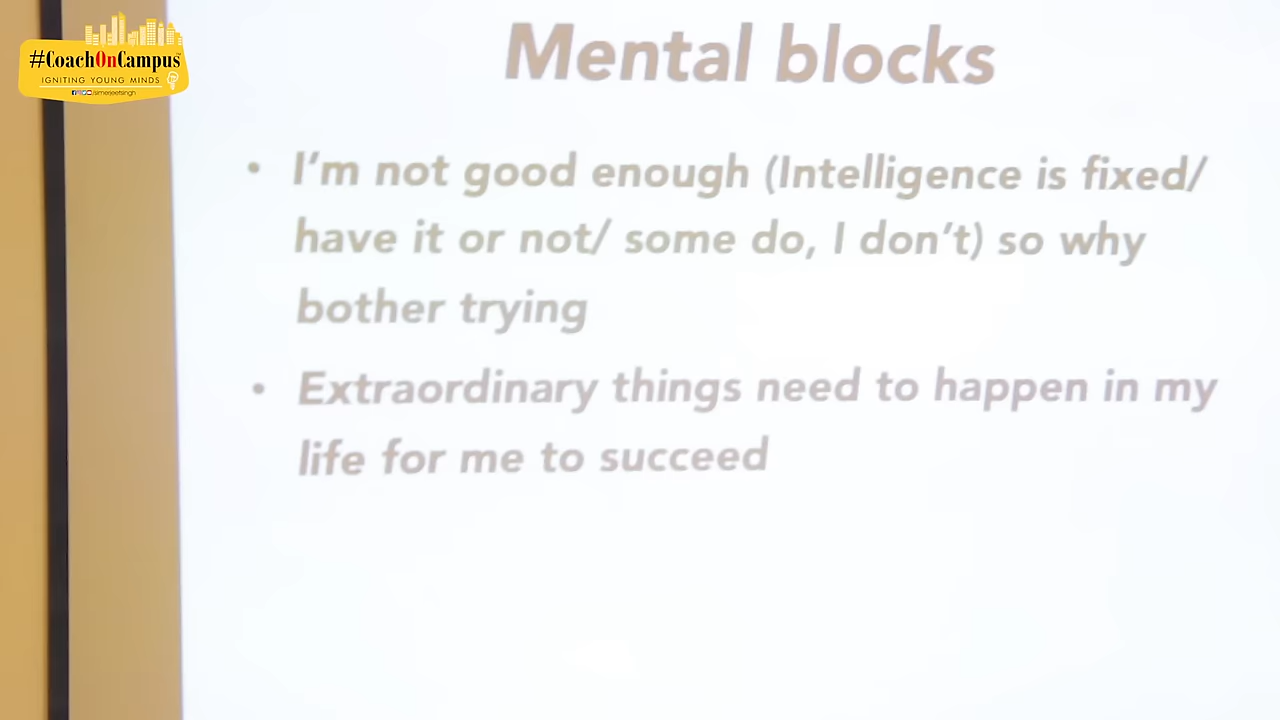 #CoachOnCampus
IGNITING YOUNG MINDS
/simerjeetsingh
Mental blocks
• I’m not good enough (Intelligence is fixed/
have it or not/ some do, I don’t) so why
bother trying
• Extraordinary things need to happen in my
life for me to succeed